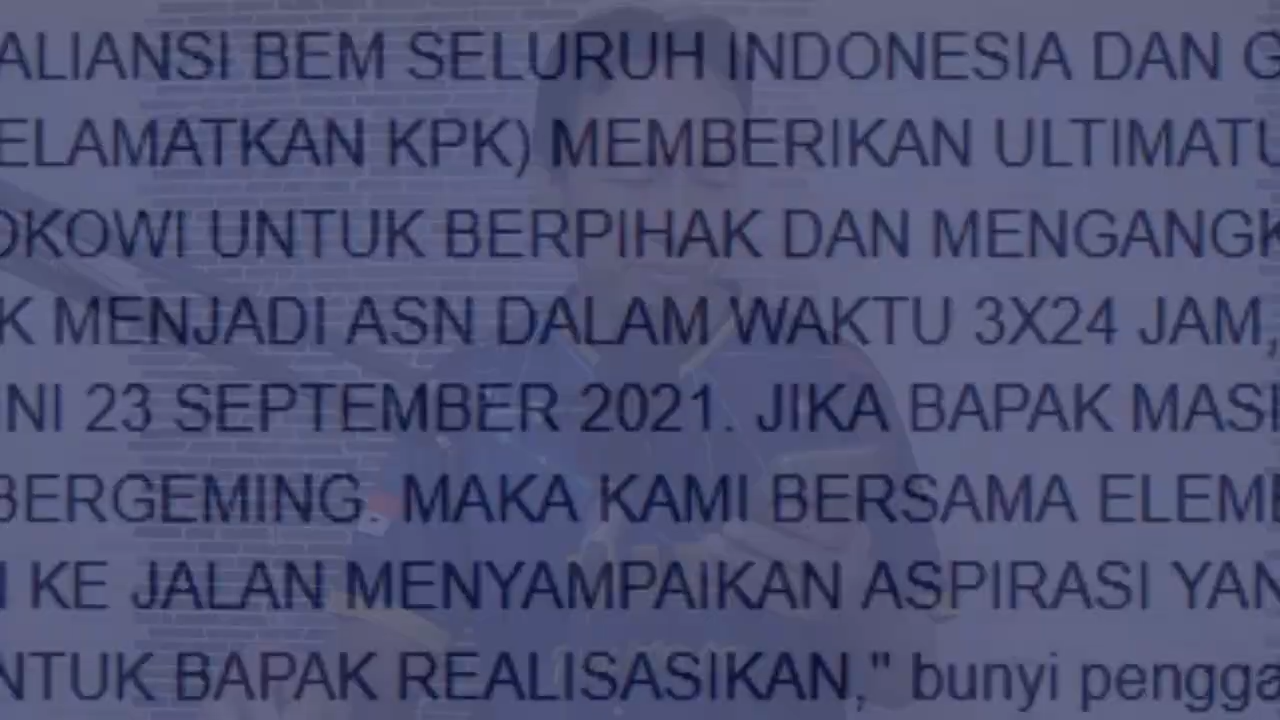 ALIANSI BEM SELURUH INDONESIA DAN G
ELAMATKAN KPK) MEMBERIKAN ULTIMATU
OKOWI UNTUK BERPIHAK DAN MENGANGK
K MENJADI ASN DALAM WAKTU 3X24 JAM,
INI 23 SEPTEMBER 2021. JIKA BAPAK MASI
BERGEMING MAKA KAMI BERSAMA ELEM
I KE JALAN MENYAMPAIKAN ASPIRASI YAN
NTUK BAPAK REALISASIKAN," bunyi pengga